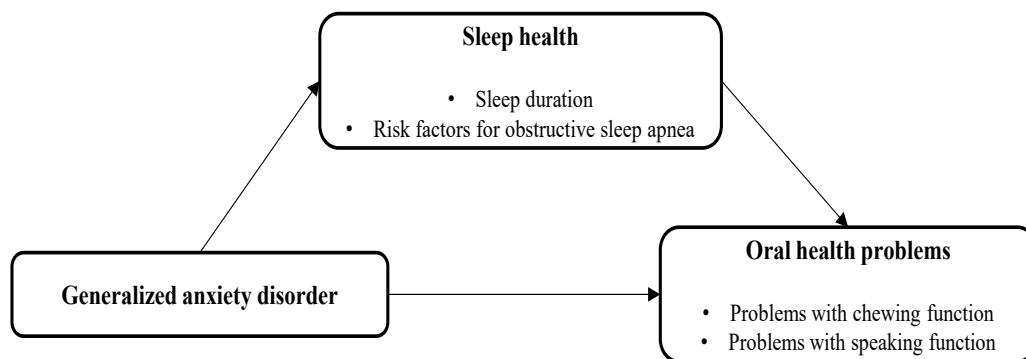 Sleep health
• Sleep duration
• Risk factors for obstructive sleep apnea
Generalized anxiety disorder
Oral health problems
• Problems with chewing function
• Problems with speaking function